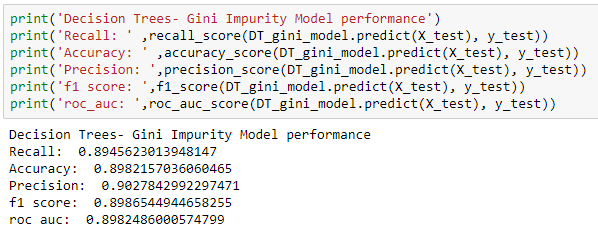 print('Decision Trees- Gini Impurity Model performance')
print('Recall: ' ,recall_score(DT_gini_model.predict(X_test), y_test))
print('Accuracy: ' ,accuracy_score(DT_gini_model.predict(X_test), y_test))
print('Precision: ',precision_score(DT_gini_model.predict(X_test), y_test))
print('f1 score: ',f1_score(DT_gini_model.predict(X_test), y_test))
print('roc_auc: ',roc_auc_score(DT_gini_model.predict(X_test), y_test))
Decision Trees- Gini Impurity Model performance
Recall:  0.8945623013948147
Accuracy:  0.8982157036060465
Precision:  0.9027842992297471
f1 score:  0.8986544944658255
roc_auc:  0.8982486000574799